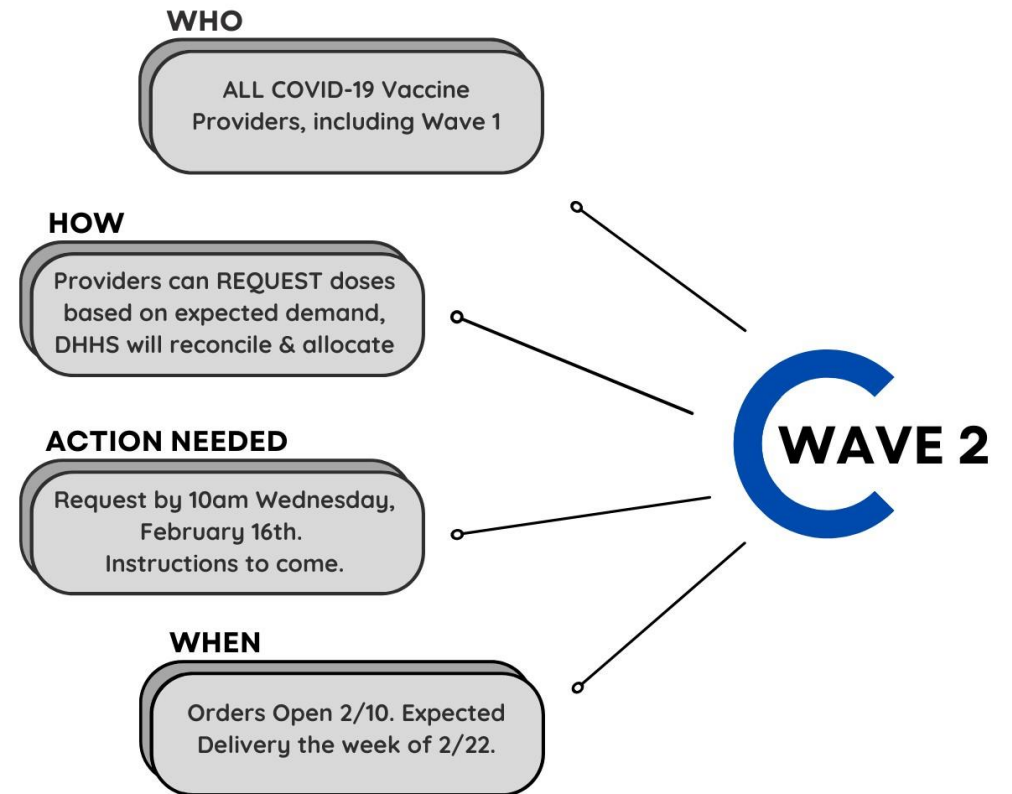 WHO
ALL COVID-19 Vaccine
Providers, including Wave 1
HOW
Providers can REQUEST doses
based on expected demand,
DHHS will reconcile & allocate
ACTION NEEDED
Request by 10am Wednesday,
February 16th.
Instructions to come.
WHEN
Orders Open 2/10. Expected
Delivery the week of 2/22.
WAVE 2